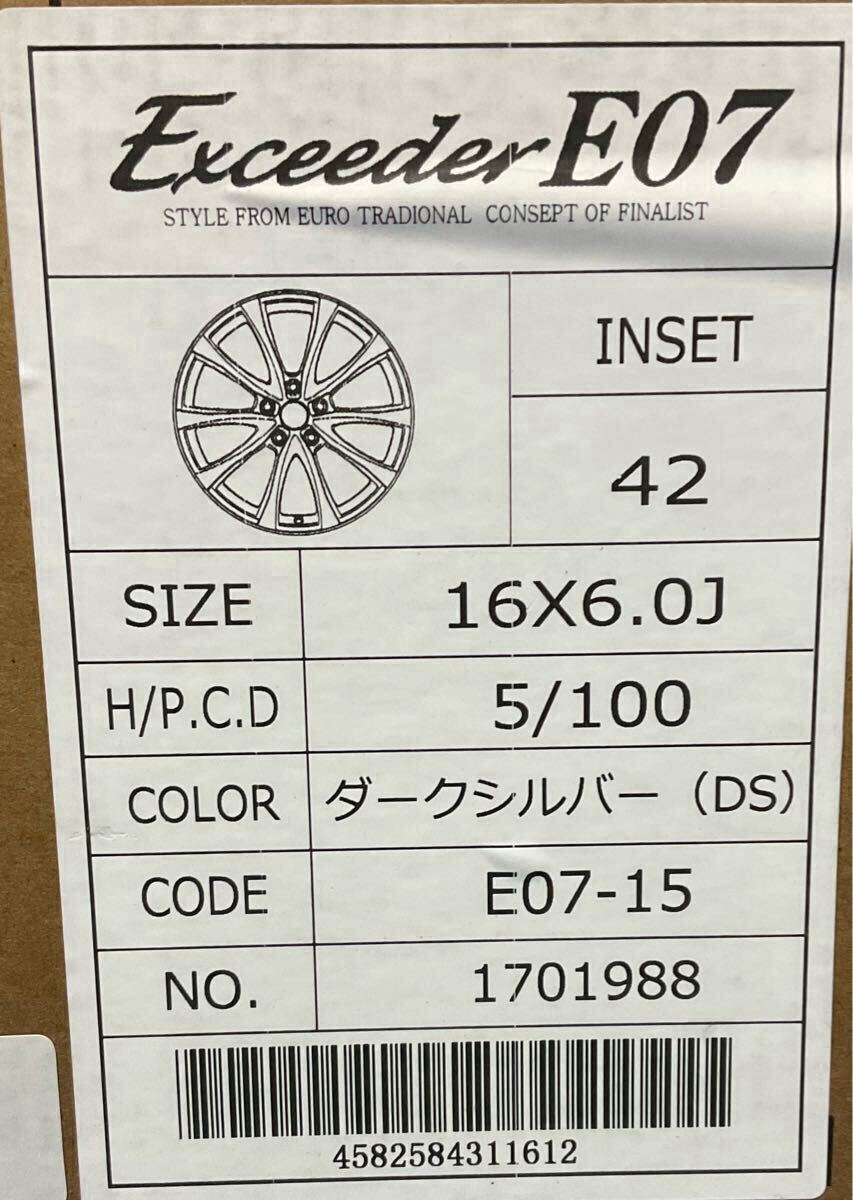 Exceeder E07
STYLE FROM EURO TRADIONAL CONSEPT OF FINALIST
INSET
42
SIZE 16X6.0J
H/P.C.D 5/100
COLOR ダークシルバー（DS）
CODE E07-15
NO. 1701988
4582584311612